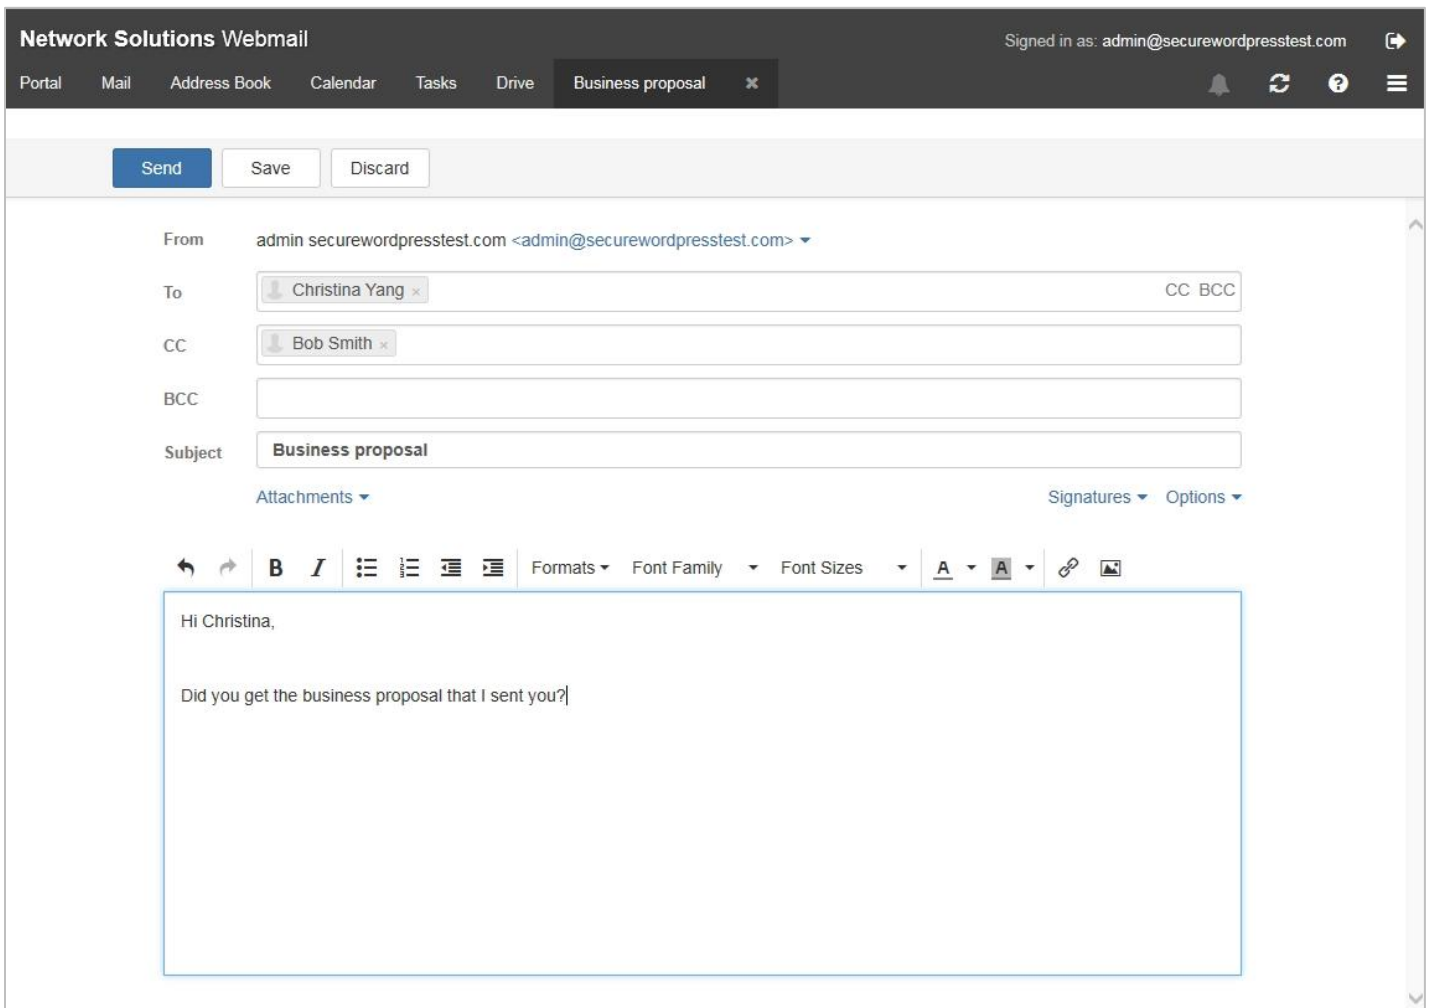 Network Solutions Webmail
Signed in as: admin@securewordpresstest.com
Portal Mail Address Book Calendar Tasks Drive Business proposal
Send Save Discard
From admin securewordpresstest.com <admin@securewordpresstest.com>
To Christina Yang × CC BCC
CC Bob Smith ×
BCC
Subject Business proposal
Attachments Signatures Options
B I Formats Font Family Font Sizes A A
Hi Christina,
Did you get the business proposal that I sent you?